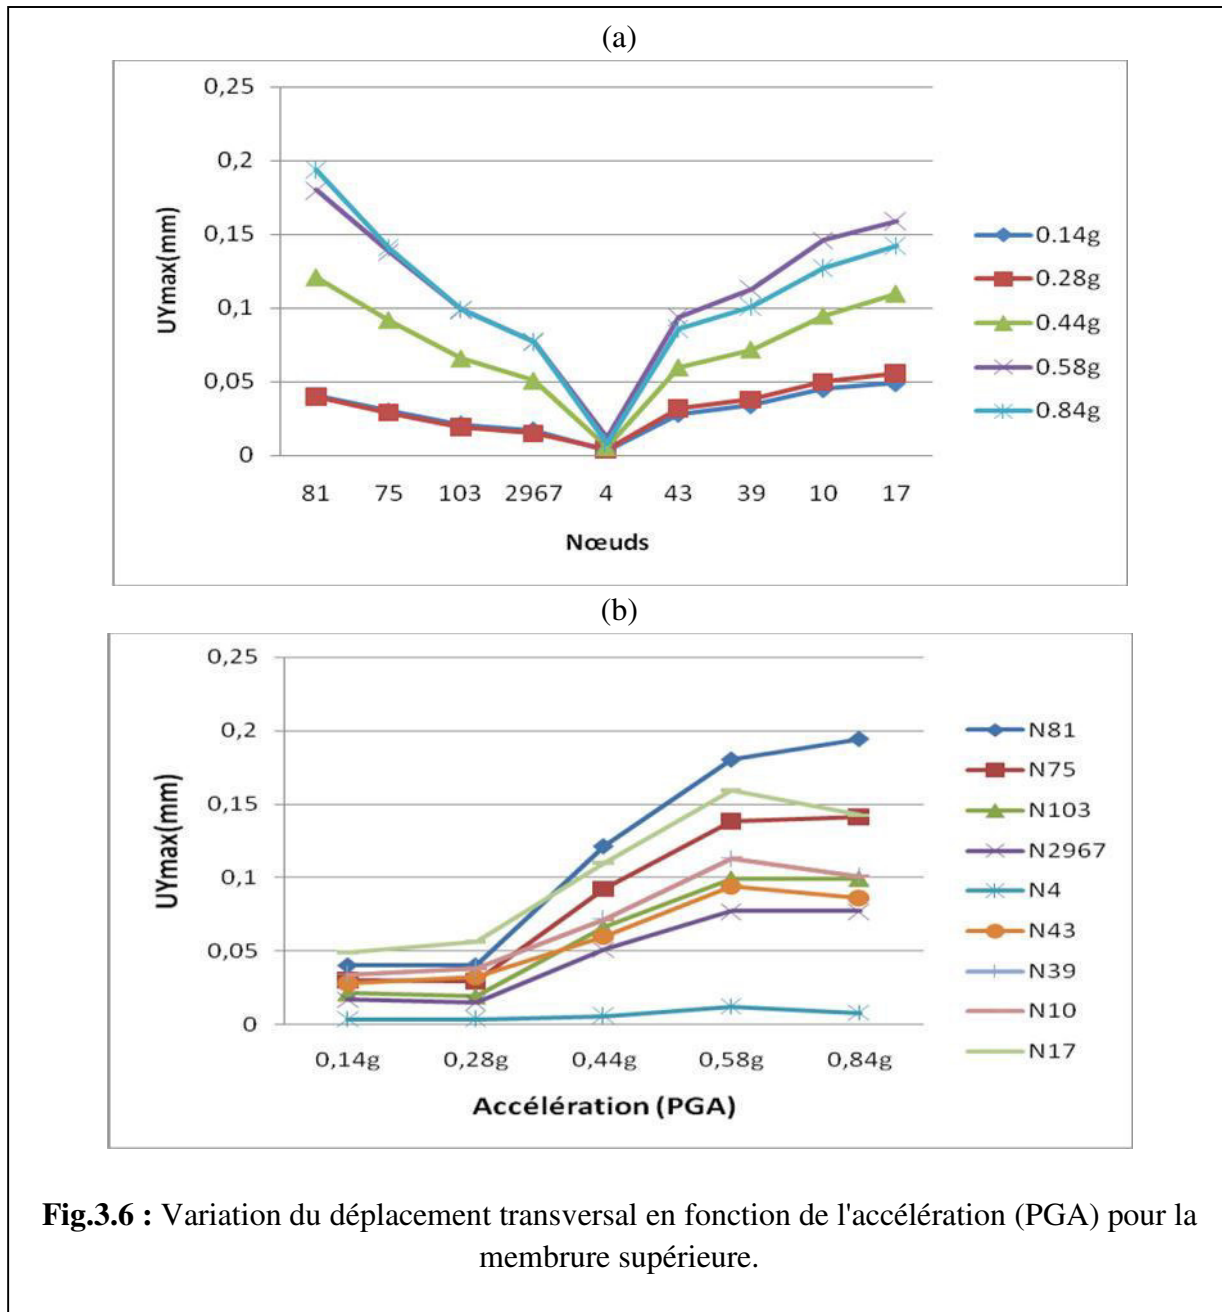 (a)
0,25
0,2
0,15
0,1
0,05
0
UYmax(mm)
81 75 103 2967 4 43 39 10 17
Nœuds
0.14g
0.28g
0.44g
0.58g
0.84g
(b)
0,25
0,2
0,15
0,1
0,05
0
UYmax(mm)
0,14g 0,28g 0,44g 0,58g 0,84g
Accélération (PGA)
N81
N75
N103
N2967
N4
N43
N39
N10
N17
Fig.3.6 : Variation du déplacement transversal en fonction de l'accélération (PGA) pour la
membrure supérieure.